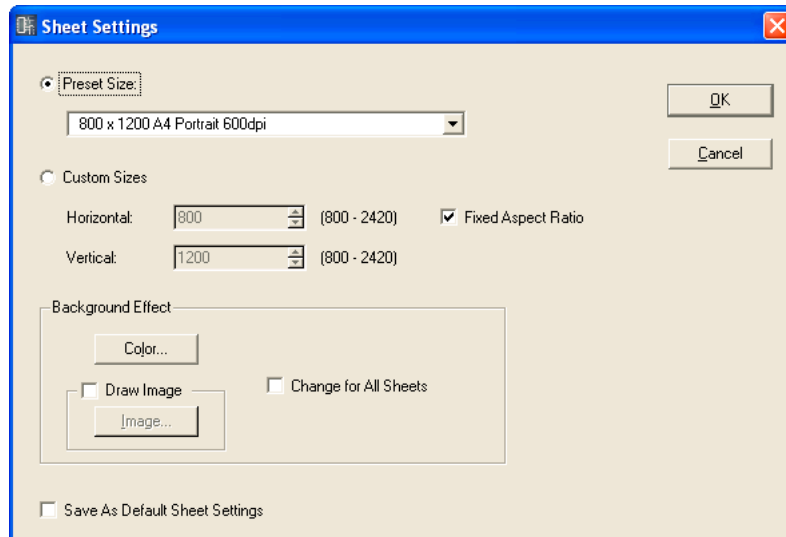 Sheet Settings
Preset Size:
OK
800 x 1200 A4 Portrait 600dpi
Cancel
Custom Sizes
Horizontal: 800 (800 - 2420) Fixed Aspect Ratio
Vertical: 1200 (800 - 2420)
Background Effect
Color...
Draw Image Change for All Sheets
Image...
Save As Default Sheet Settings